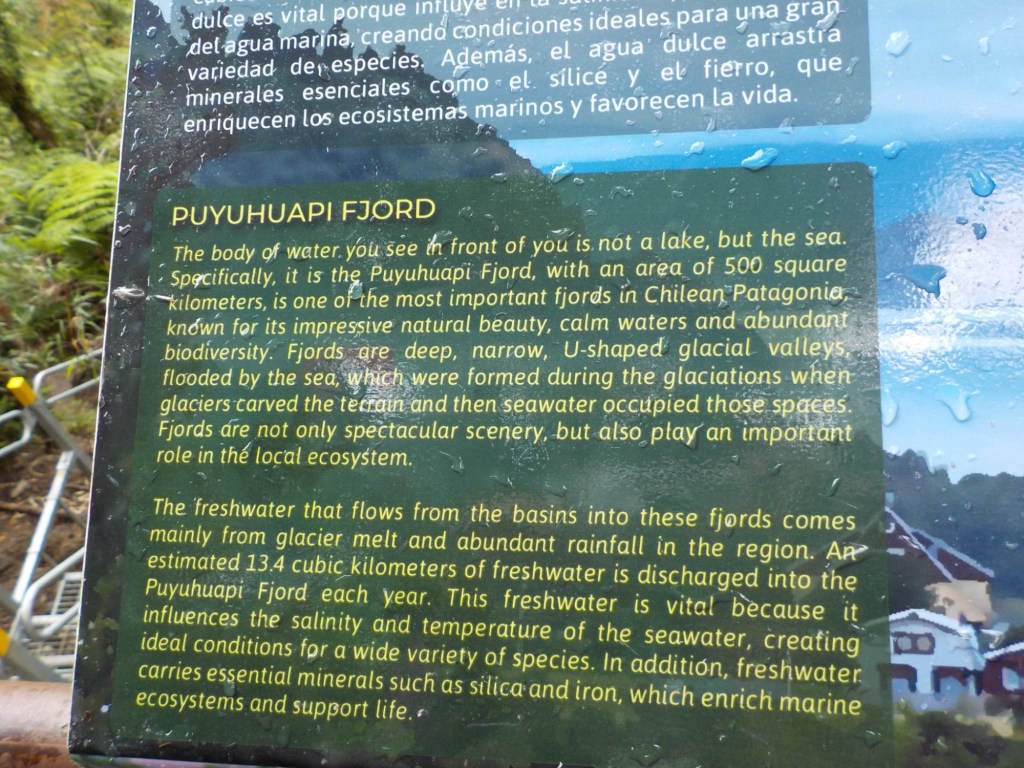 dulce es vital porque influye en la
del agua marina, creando condiciones ideales para una gran
variedad de especies. Además, el agua dulce arrastra
minerales esenciales como el sílice y el fierro, que
enriquecen los ecosistemas marinos y favorecen la vida.
PUYUHUAPI FJORD
The body of water you see in front of you is not a lake, but the sea.
Specifically, it is the Puyuhuapi Fjord, with an area of 500 square
kilometers, is one of the most important fjords in Chilean Patagonia,
known for its impressive natural beauty, calm waters and abundant
biodiversity. Fjords are deep, narrow, U-shaped glacial valleys,
flooded by the sea, which were formed during the glaciations when
glaciers carved the terrain and then seawater occupied those spaces.
Fjords are not only spectacular scenery, but also play an important
role in the local ecosystem.
The freshwater that flows from the basins into these fjords comes
mainly from glacier melt and abundant rainfall in the region. An
estimated 13.4 cubic kilometers of freshwater is discharged into the
Puyuhuapi Fjord each year. This freshwater is vital because it
influences the salinity and temperature of the seawater, creating
ideal conditions for a wide variety of species. In addition, freshwater
carries essential minerals such as silica and iron, which enrich marine
ecosystems and support life.